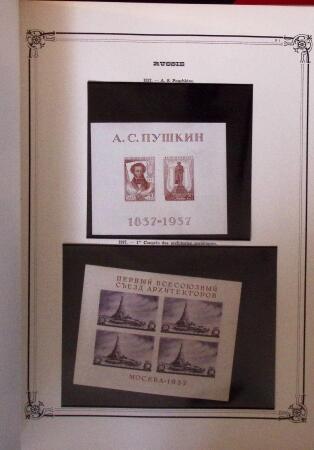 RUSSIE
1937. — A. S. Pouchkine.
А. С. ПУШКИН
1837-1937
1937. — 1er Congrès des architectes soviétiques.
ПЕРВЫЙ ВСЕСОЮЗНЫЙ
СЪЕЗД АРХИТЕКТОРОВ
МОСКВА-1937